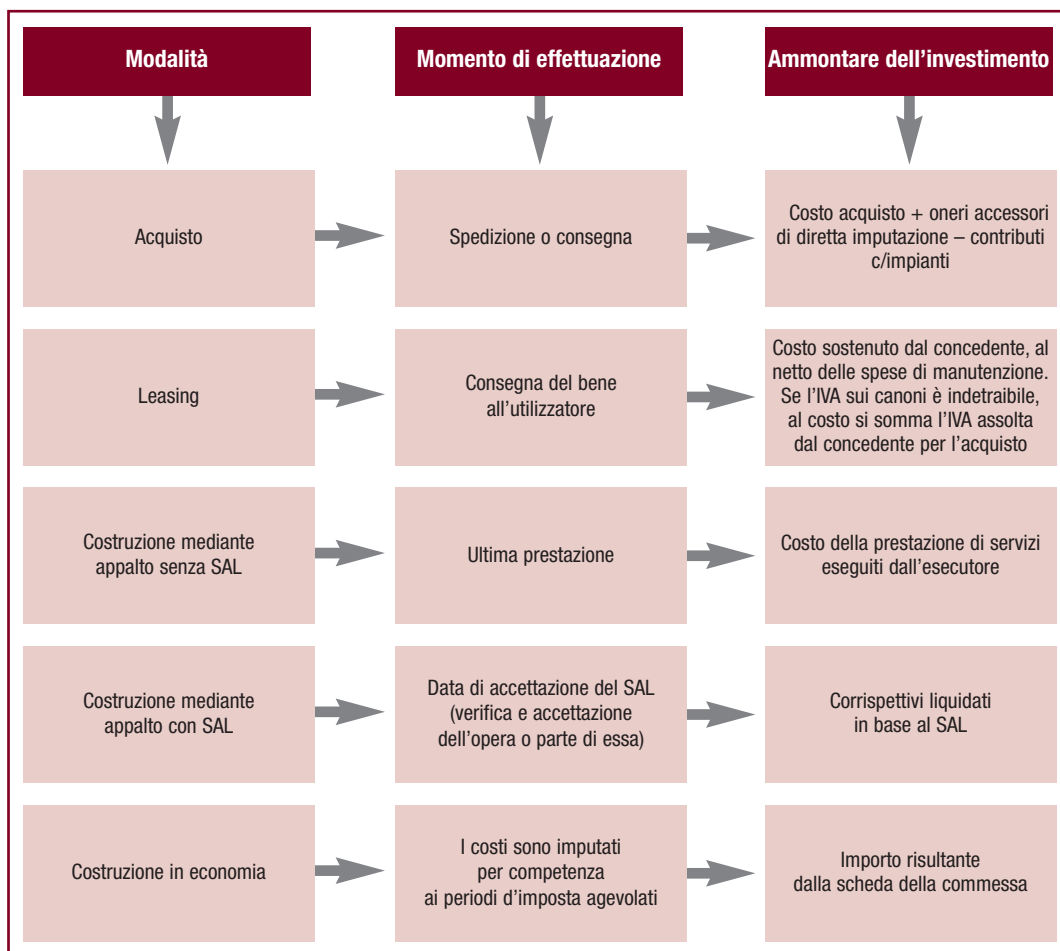 Modalità
Momento di effettuazione
Ammontare dell'investimento
Acquisto
Spedizione o consegna
Costo acquisto + oneri accessori
di diretta imputazione – contributi
c/impianti
Leasing
Consegna del bene
all'utilizzatore
Costo sostenuto dal concedente, al
netto delle spese di manutenzione.
Se l'IVA sui canoni è indetraibile,
al costo si somma l'IVA assolta
dal concedente per l'acquisto
Costruzione mediante
appalto senza SAL
Ultima prestazione
Costo della prestazione di servizi
eseguiti dall'esecutore
Costruzione mediante
appalto con SAL
Data di accettazione del SAL
(verifica e accettazione
dell'opera o parte di essa)
Corrispettivi liquidati
in base al SAL
Costruzione in economia
I costi sono imputati
per competenza
ai periodi d'imposta agevolati
Importo risultante
dalla scheda della commessa